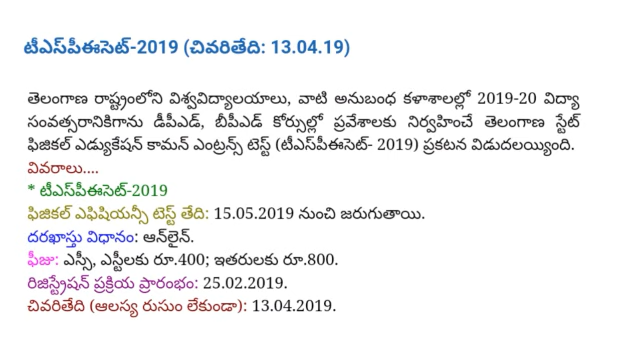 టీఎస్‌పీఈసెట్-2019 (చివరితేది: 13.04.19)
తెలంగాణ రాష్ట్రంలోని విశ్వవిద్యాలయాలు, వాటి అనుబంధ కళాశాలల్లో 2019-20 విద్యా
సంవత్సరానికిగాను డీపీఎడ్, బీపీఎడ్ కోర్సుల్లో ప్రవేశాలకు నిర్వహించే తెలంగాణ స్టేట్
ఫిజికల్ ఎడ్యుకేషన్ కామన్ ఎంట్రన్స్ టెస్ట్ (టీఎస్‌పీఈసెట్- 2019) ప్రకటన విడుదలయ్యింది.
వివరాలు....
* టీఎస్‌పీఈసెట్-2019
ఫిజికల్ ఎఫిషియన్సీ టెస్ట్ తేది: 15.05.2019 నుంచి జరుగుతాయి.
దరఖాస్తు విధానం: ఆన్‌లైన్.
ఫీజు: ఎస్సీ, ఎస్టీలకు రూ.400; ఇతరులకు రూ.800.
రిజిస్ట్రేషన్ ప్రక్రియ ప్రారంభం: 25.02.2019.
చివరితేది (ఆలస్య రుసుం లేకుండా): 13.04.2019.